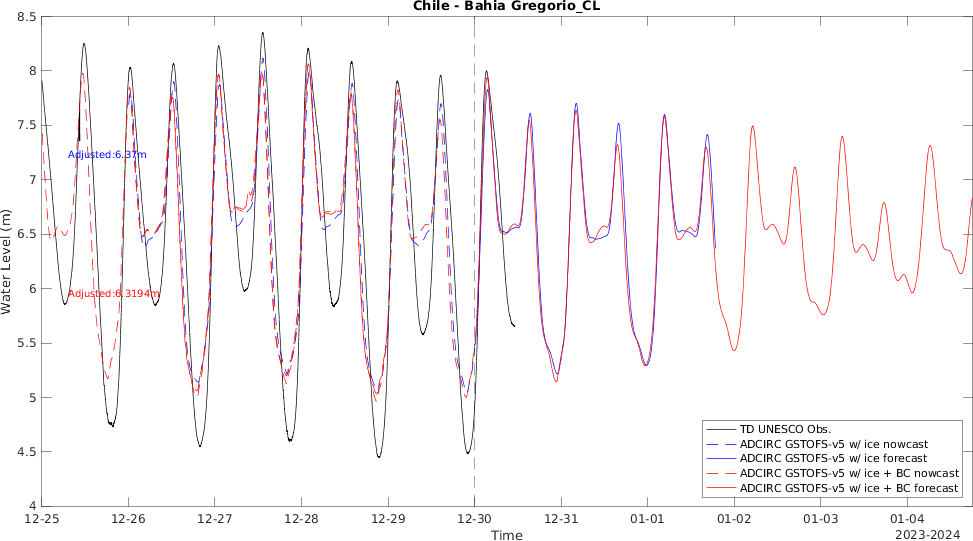 Chile - Bahia Gregorio_CL
8.5
8
7.5
7
6.5
6
5.5
5
4.5
4
Water Level (m)
Adjusted:6.37m
Adjusted:6.3194m
TD UNESCO Obs.
ADCIRC GSTOFS-v5 w/ ice nowcast
ADCIRC GSTOFS-v5 w/ ice forecast
ADCIRC GSTOFS-v5 w/ ice + BC nowcast
ADCIRC GSTOFS-v5 w/ ice + BC forecast
12-25 12-26 12-27 12-28 12-29 12-30 12-31 01-01 01-02 01-03 01-04
Time
2023-2024